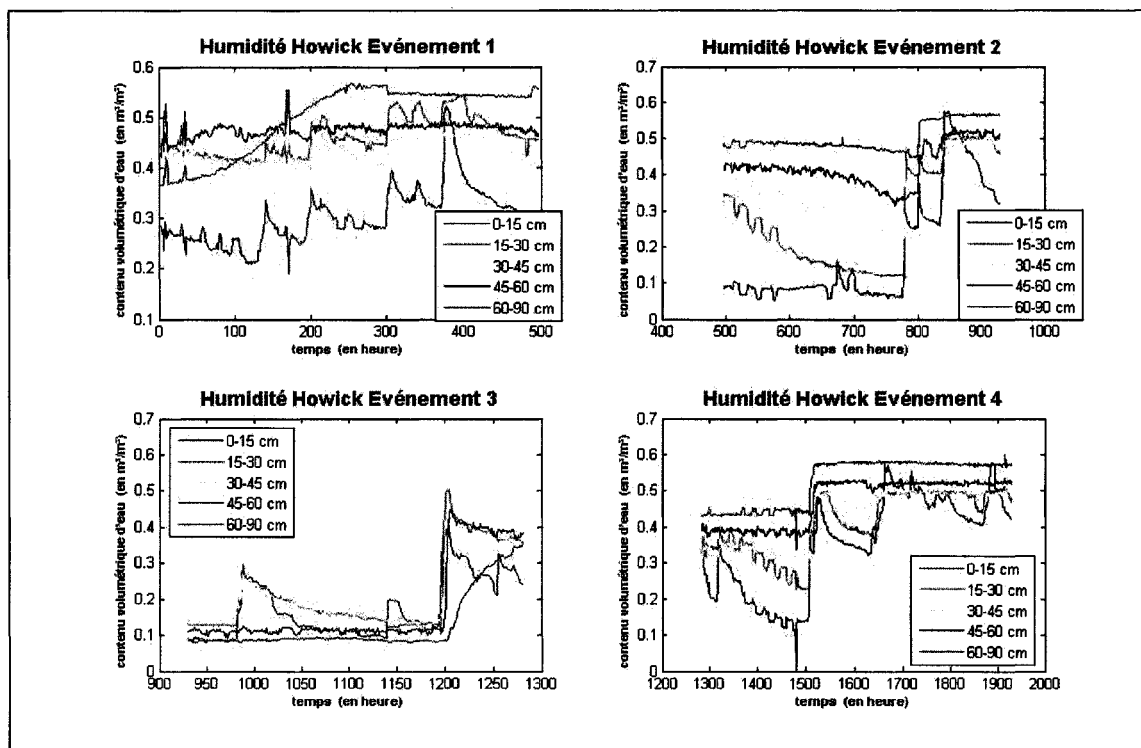 Humidité Howick Evénement 1
contenu volumétrique d'eau (en m³/m³)
0.6
0.5
0.4
0.3
0.2
0.1
0 100 200 300 400 500
temps (en heure)
0-15 cm
15-30 cm
30-45 cm
45-60 cm
60-90 cm
Humidité Howick Evénement 2
contenu volumétrique d'eau (en m³/m³)
0.7
0.6
0.5
0.4
0.3
0.2
0.1
0
400 500 600 700 800 900 1000
temps (en heure)
0-15 cm
15-30 cm
30-45 cm
45-60 cm
60-90 cm
Humidité Howick Evénement 3
contenu volumétrique d'eau (en m³/m³)
0.7
0.6
0.5
0.4
0.3
0.2
0.1
0
900 950 1000 1050 1100 1150 1200 1250 1300
temps (en heure)
0-15 cm
15-30 cm
30-45 cm
45-60 cm
60-90 cm
Humidité Howick Evénement 4
contenu volumétrique d'eau (en m³/m³)
0.7
0.6
0.5
0.4
0.3
0.2
0.1
0
1200 1300 1400 1500 1600 1700 1800 1900 2000
temps (en heure)
0-15 cm
15-30 cm
30-45 cm
45-60 cm
60-90 cm